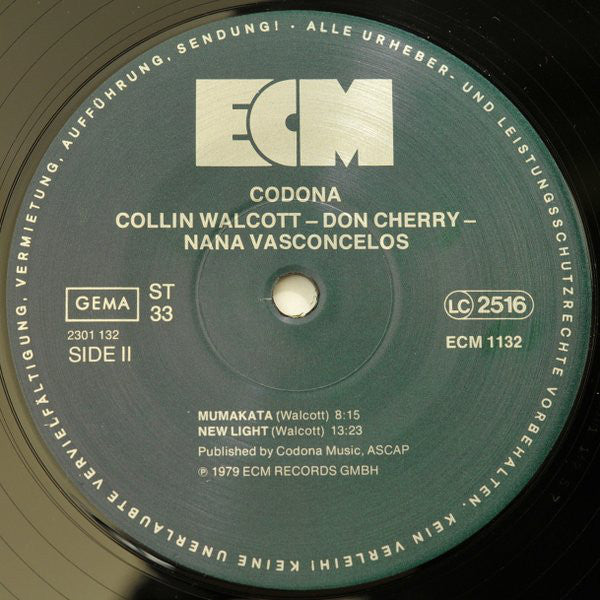 ALLE URHEBER- UND LEISTUNGSSCHUTZRECHTE VORBEHALTEN. KEIN VERLEIH! KEINE UNERLAUBTE VERVIELFÄLTIGUNG, VERMIETUNG, AUFFÜHRUNG, SENDUNG! ·
ECM
CODONA
COLLIN WALCOTT – DON CHERRY –
NANA VASCONCELOS
GEMA
ST
33
LC 2516
2301 132
SIDE II
ECM 1132
MUMAKATA (Walcott) 8:15
NEW LIGHT (Walcott) 13:23
Published by Codona Music, ASCAP
℗ 1979 ECM RECORDS GMBH